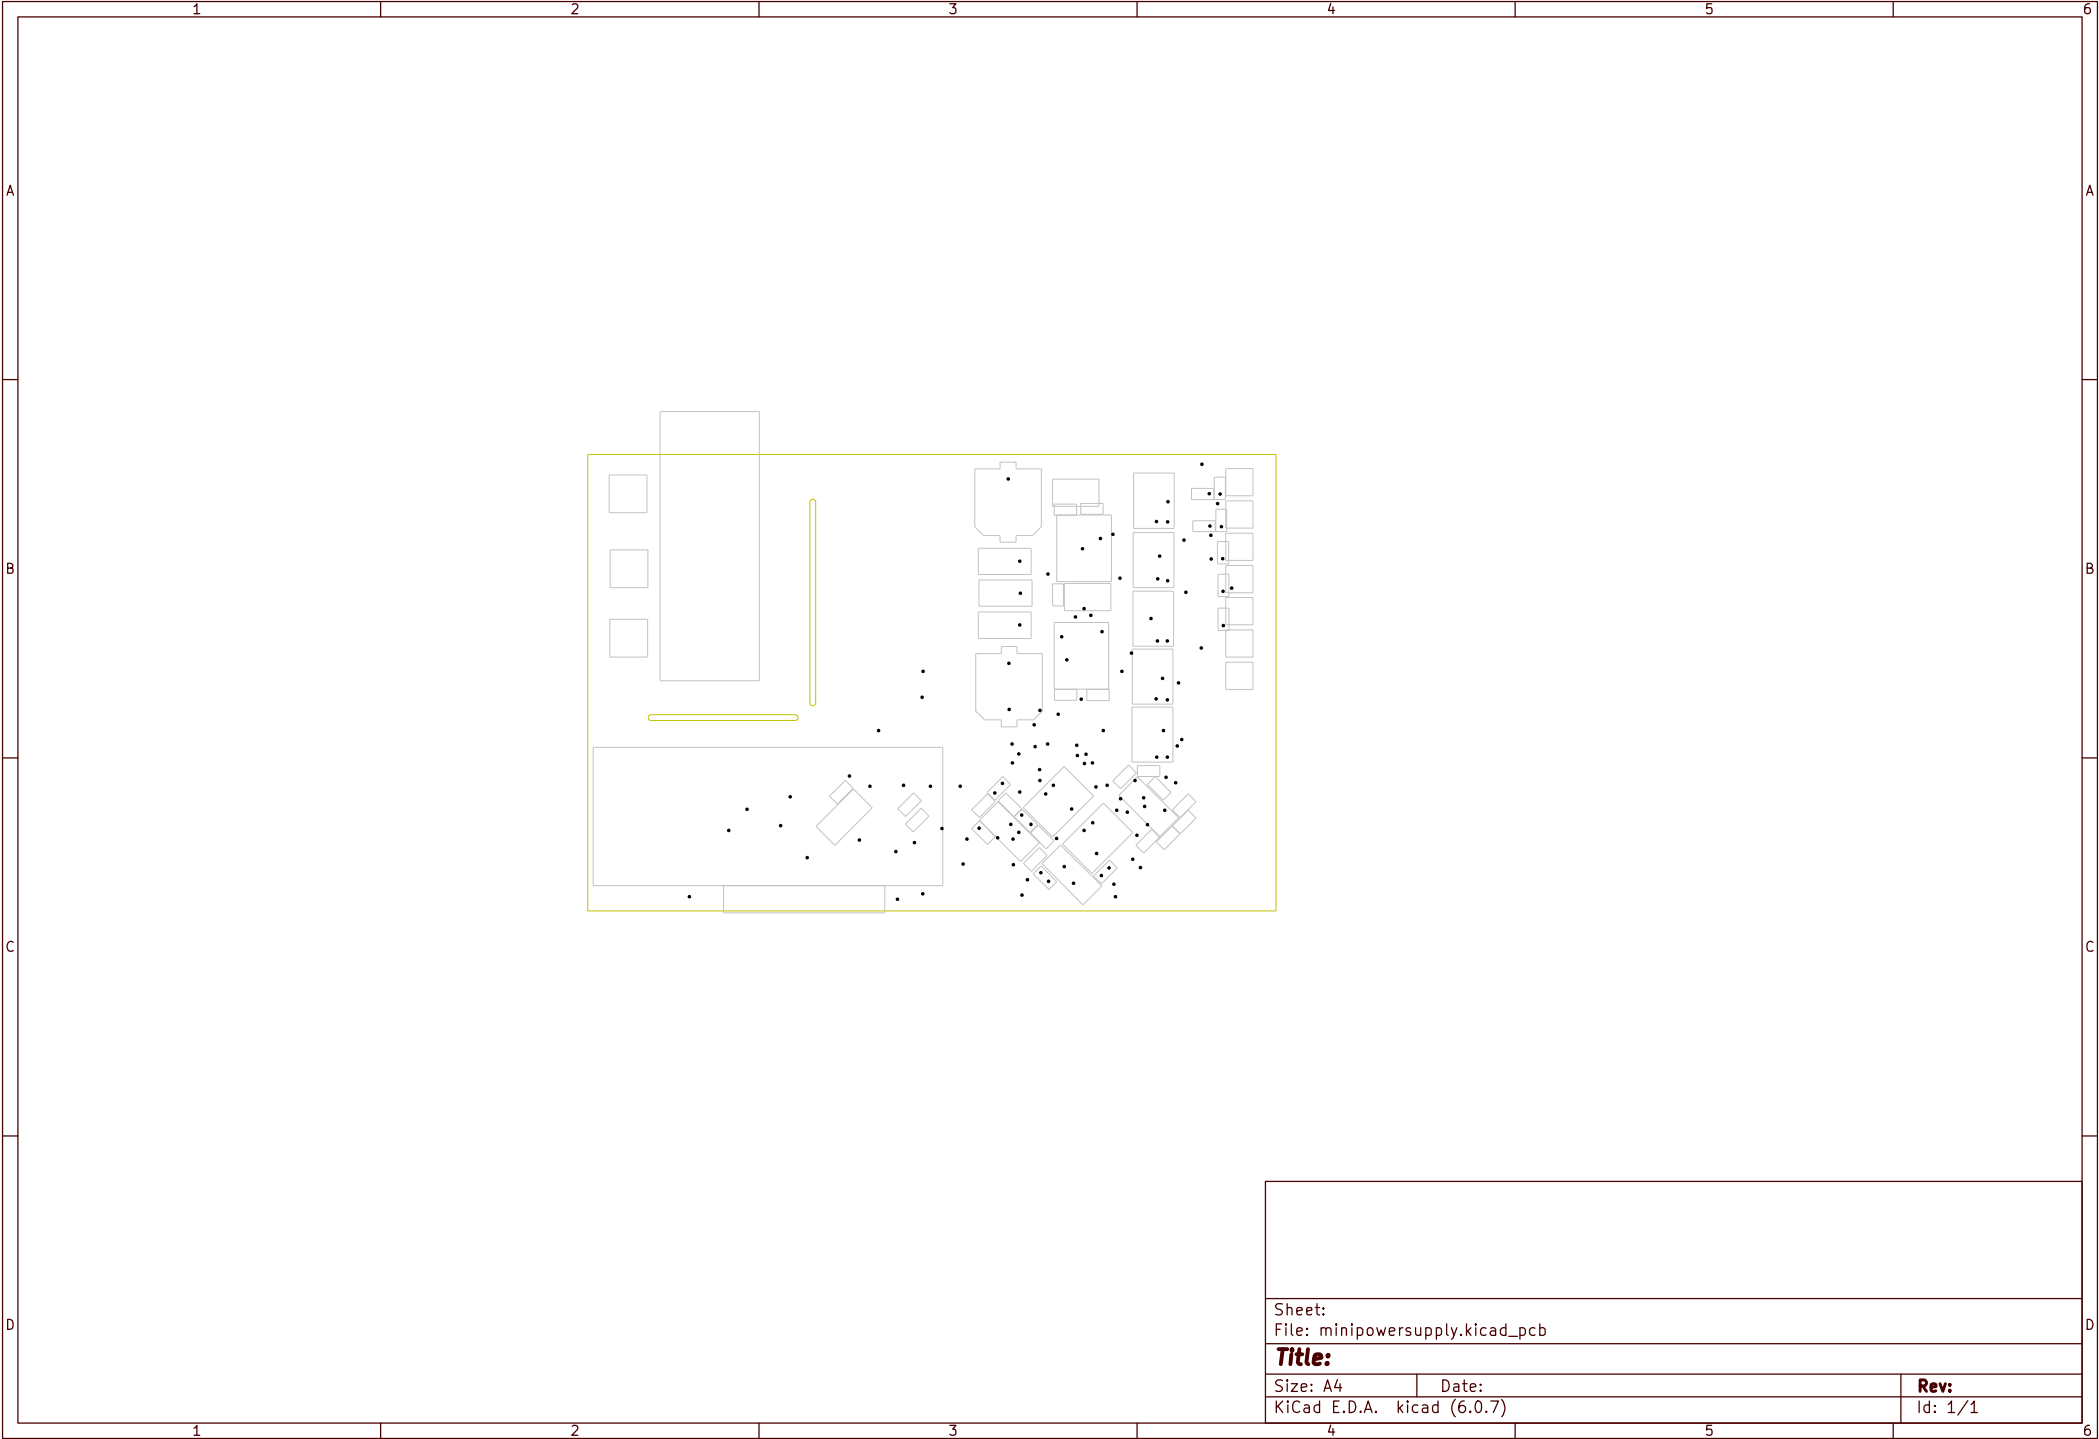 1 2 3 4 5 6
A A
B B
C C
D D
Sheet:
File: minipowersupply.kicad_pcb
Title:
Size: A4 Date: Rev:
KiCad E.D.A. kicad (6.0.7) Id: 1/1
1 2 3 4 5 6